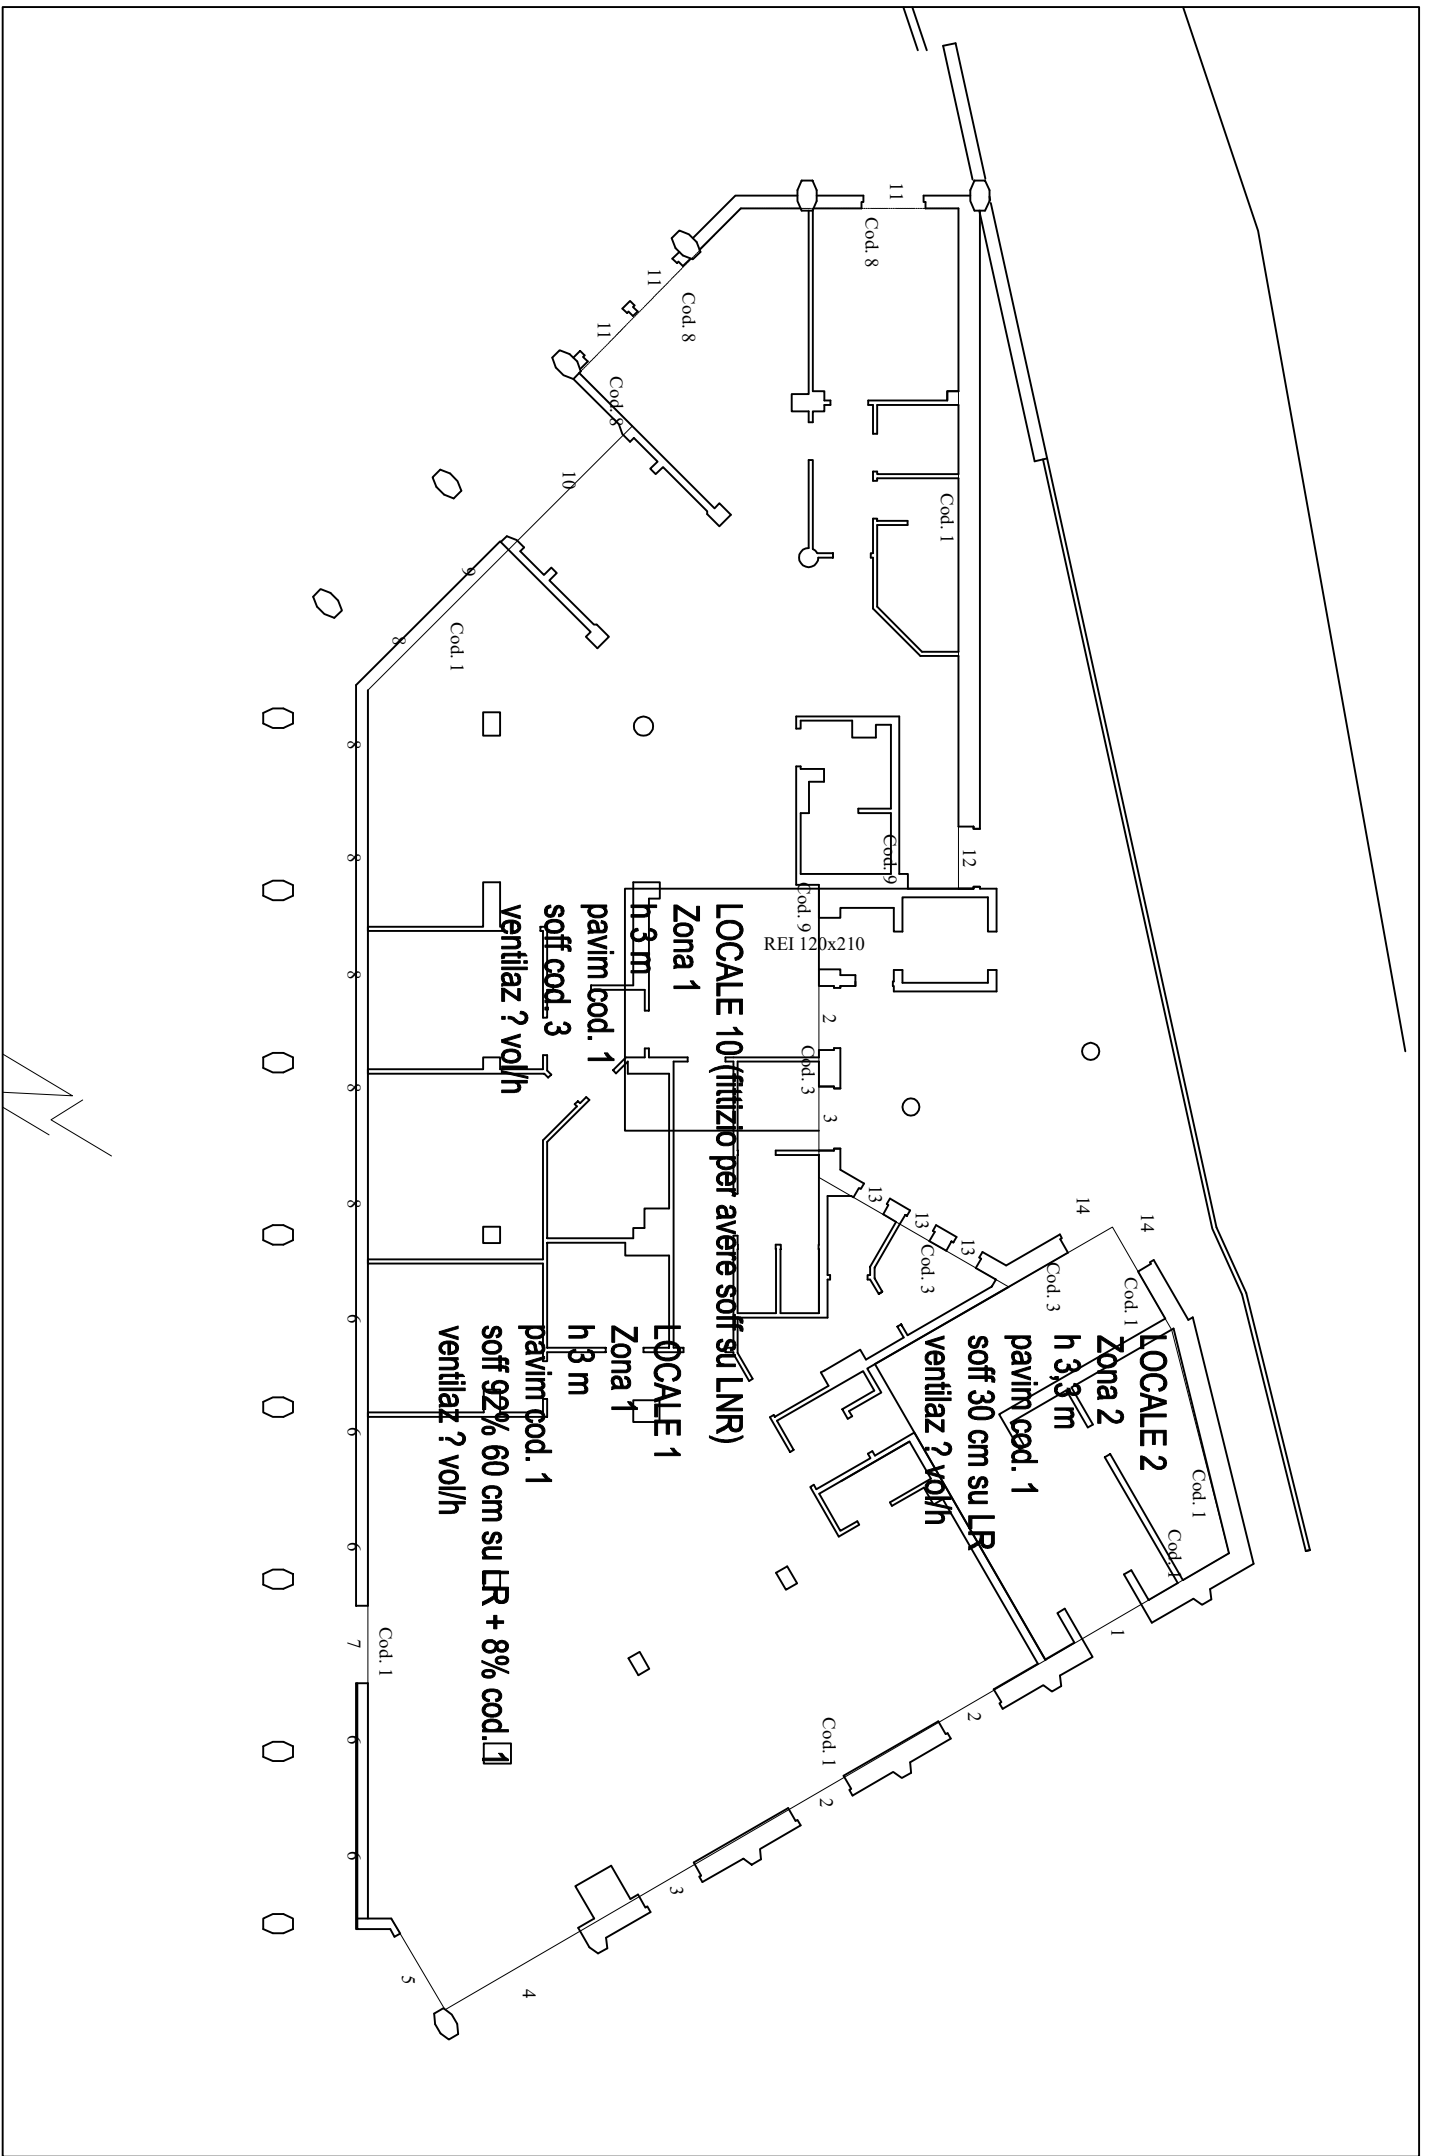 11
Cod. 8
11
Cod. 8
11
Cod. 8
10
Cod. 1
9
8
Cod. 1
8
8
8
8
8
12
Cod. 9
Cod. 9
REI 120x210
2
Cod. 3
3
LOCALE 10 (fittizio per avere soff su LNR)
Zona 1
h 3 m
pavim cod. 1
soff cod. 3
ventilaz ? vol/h
13
13
13
Cod. 3
14
14
Cod. 3
Cod. 1
LOCALE 2
Zona 2
h 3,3 m
pavim cod. 1
soff 30 cm su LR
ventilaz ? vol/h
Cod. 1
Cod. 1
LOCALE 1
Zona 1
h 3 m
pavim cod. 1
soff 92% 60 cm su LR + 8% cod. 1
ventilaz ? vol/h
6
6
6
7
Cod. 1
6
6
1
2
Cod. 1
2
3
4
5